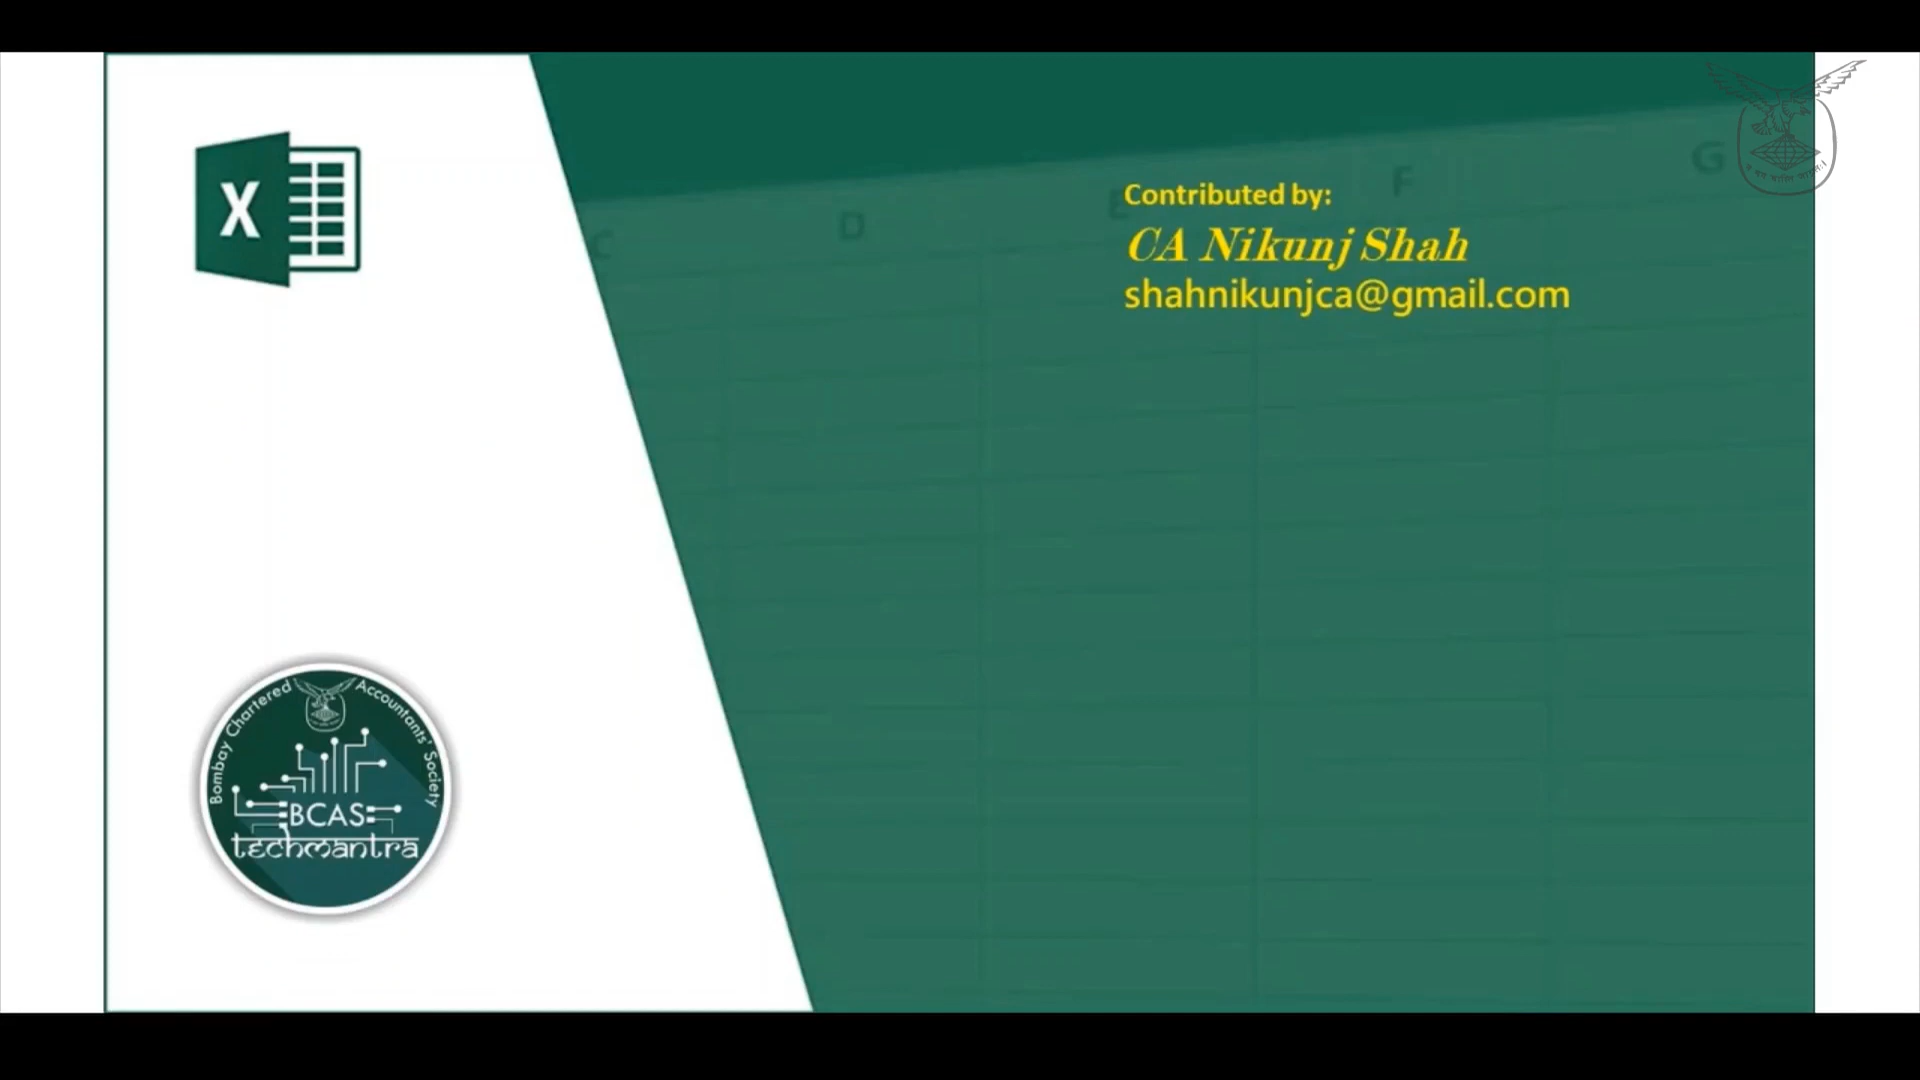 X
C
D
E
F
G
Contributed by:
CA Nikunj Shah
shahnikunjca@gmail.com
Bombay Chartered Accountants' Society
BCAS
techmantra